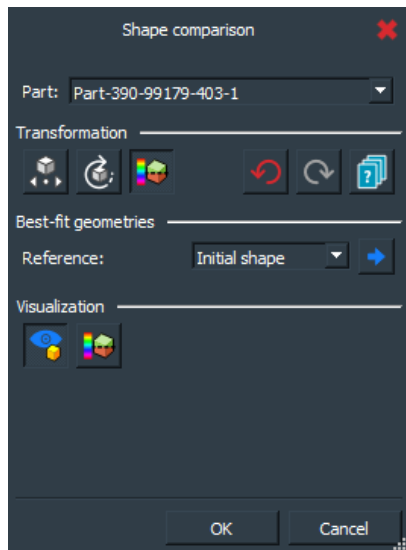 Shape comparison
Part: Part-390-99179-403-1
Transformation
?
Best-fit geometries
Reference: Initial shape
Visualization
OK Cancel